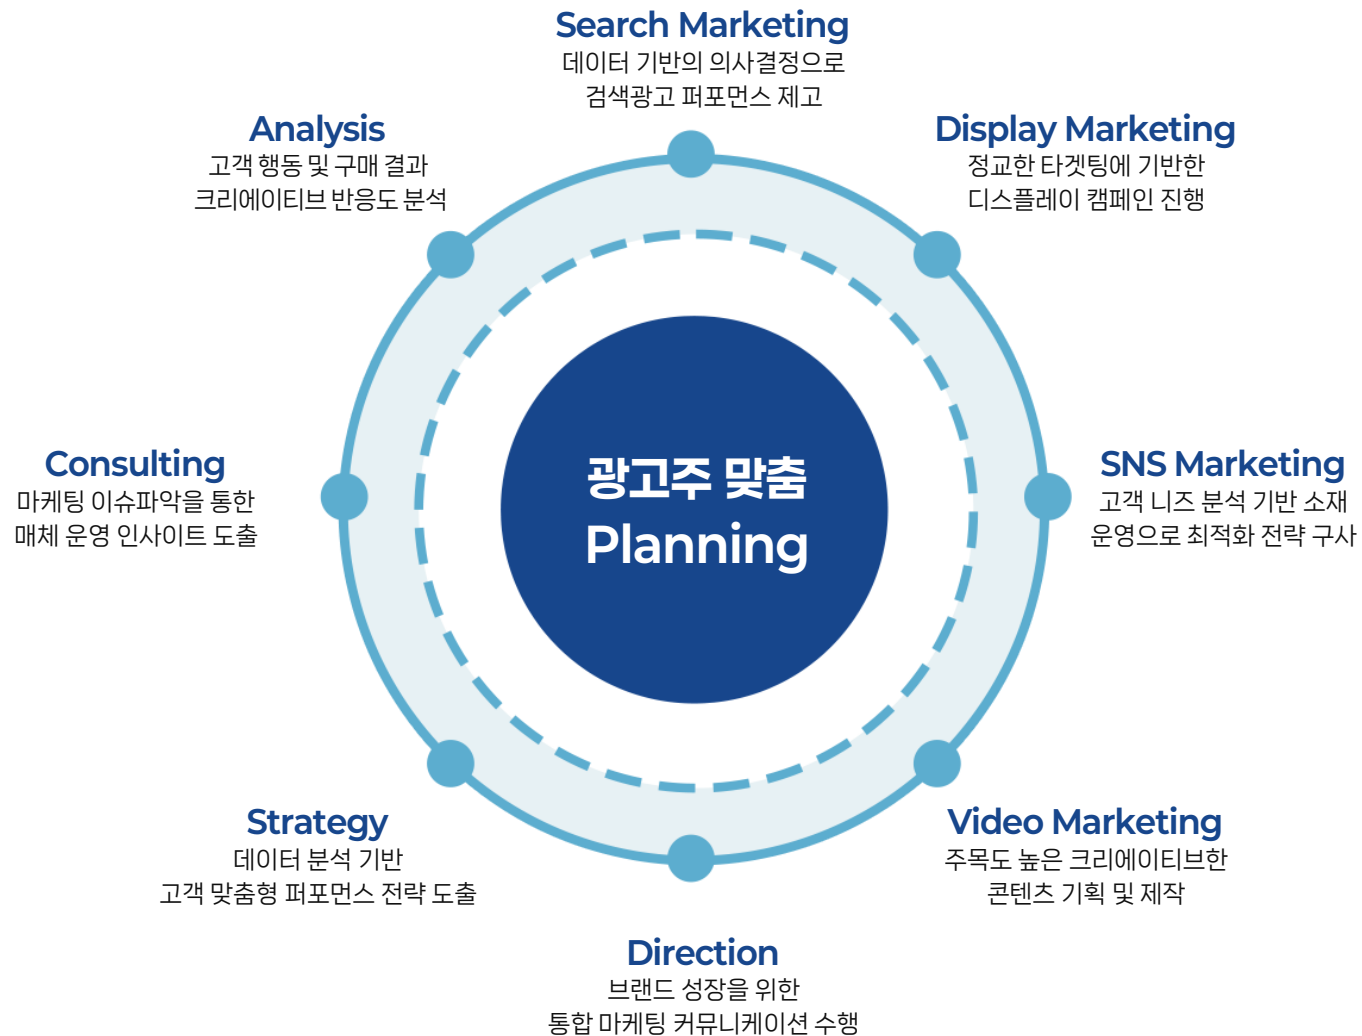 Search Marketing
데이터 기반의 의사결정으로
검색광고 퍼포먼스 제고
Analysis
고객 행동 및 구매 결과
크리에이티브 반응도 분석
Display Marketing
정교한 타겟팅에 기반한
디스플레이 캠페인 진행
Consulting
마케팅 이슈파악을 통한
매체 운영 인사이트 도출
광고주 맞춤
Planning
SNS Marketing
고객 니즈 분석 기반 소재
운영으로 최적화 전략 구사
Strategy
데이터 분석 기반
고객 맞춤형 퍼포먼스 전략 도출
Video Marketing
주목도 높은 크리에이티브한
콘텐츠 기획 및 제작
Direction
브랜드 성장을 위한
통합 마케팅 커뮤니케이션 수행